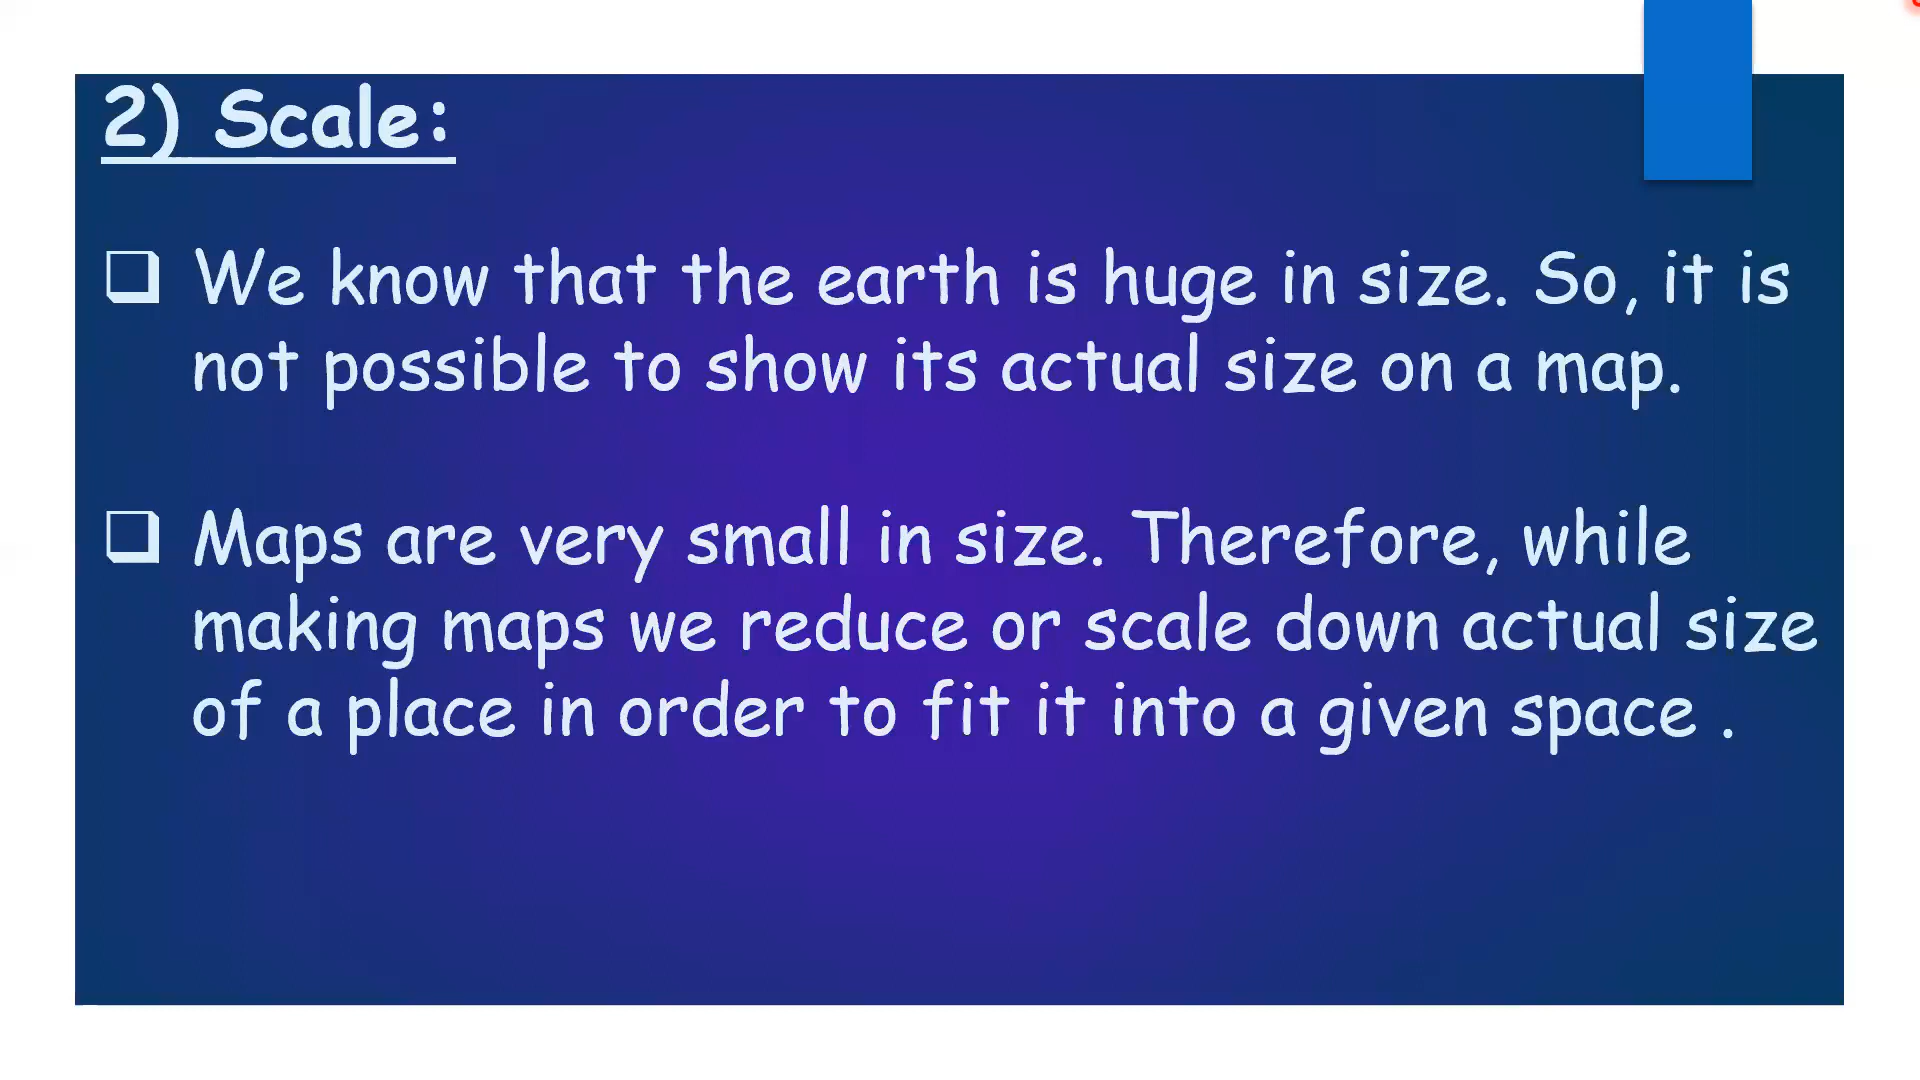 2) Scale:
❑ We know that the earth is huge in size. So, it is
not possible to show its actual size on a map.
❑ Maps are very small in size. Therefore, while
making maps we reduce or scale down actual size
of a place in order to fit it into a given space .